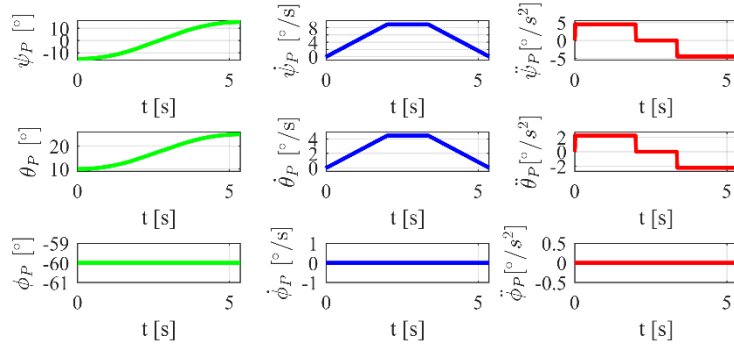 ψ_P [°] 10 0 -10 0 5 t [s]
ψ̇_P [°/s] 8 4 0 0 5 t [s]
ψ̈_P [°/s²] 5 0 -5 0 5 t [s]
θ_P [°] 20 10 0 5 t [s]
θ̇_P [°/s] 4 2 0 0 5 t [s]
θ̈_P [°/s²] 2 0 -2 0 5 t [s]
ϕ_P [°] -59 -60 -61 0 5 t [s]
ϕ̇_P [°/s] 1 0 -1 0 5 t [s]
ϕ̈_P [°/s²] 0.5 0 -0.5 0 5 t [s]